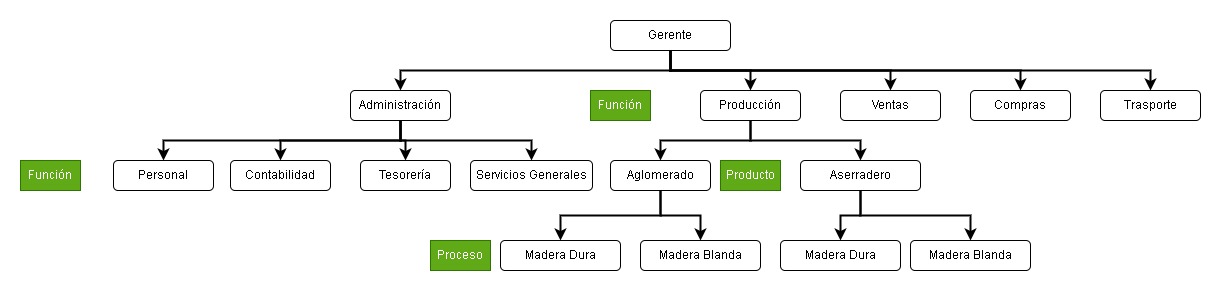 Gerente
Administración
Función
Producción
Ventas
Compras
Trasporte
Función
Personal
Contabilidad
Tesorería
Servicios Generales
Aglomerado
Producto
Aserradero
Proceso
Madera Dura
Madera Blanda
Madera Dura
Madera Blanda